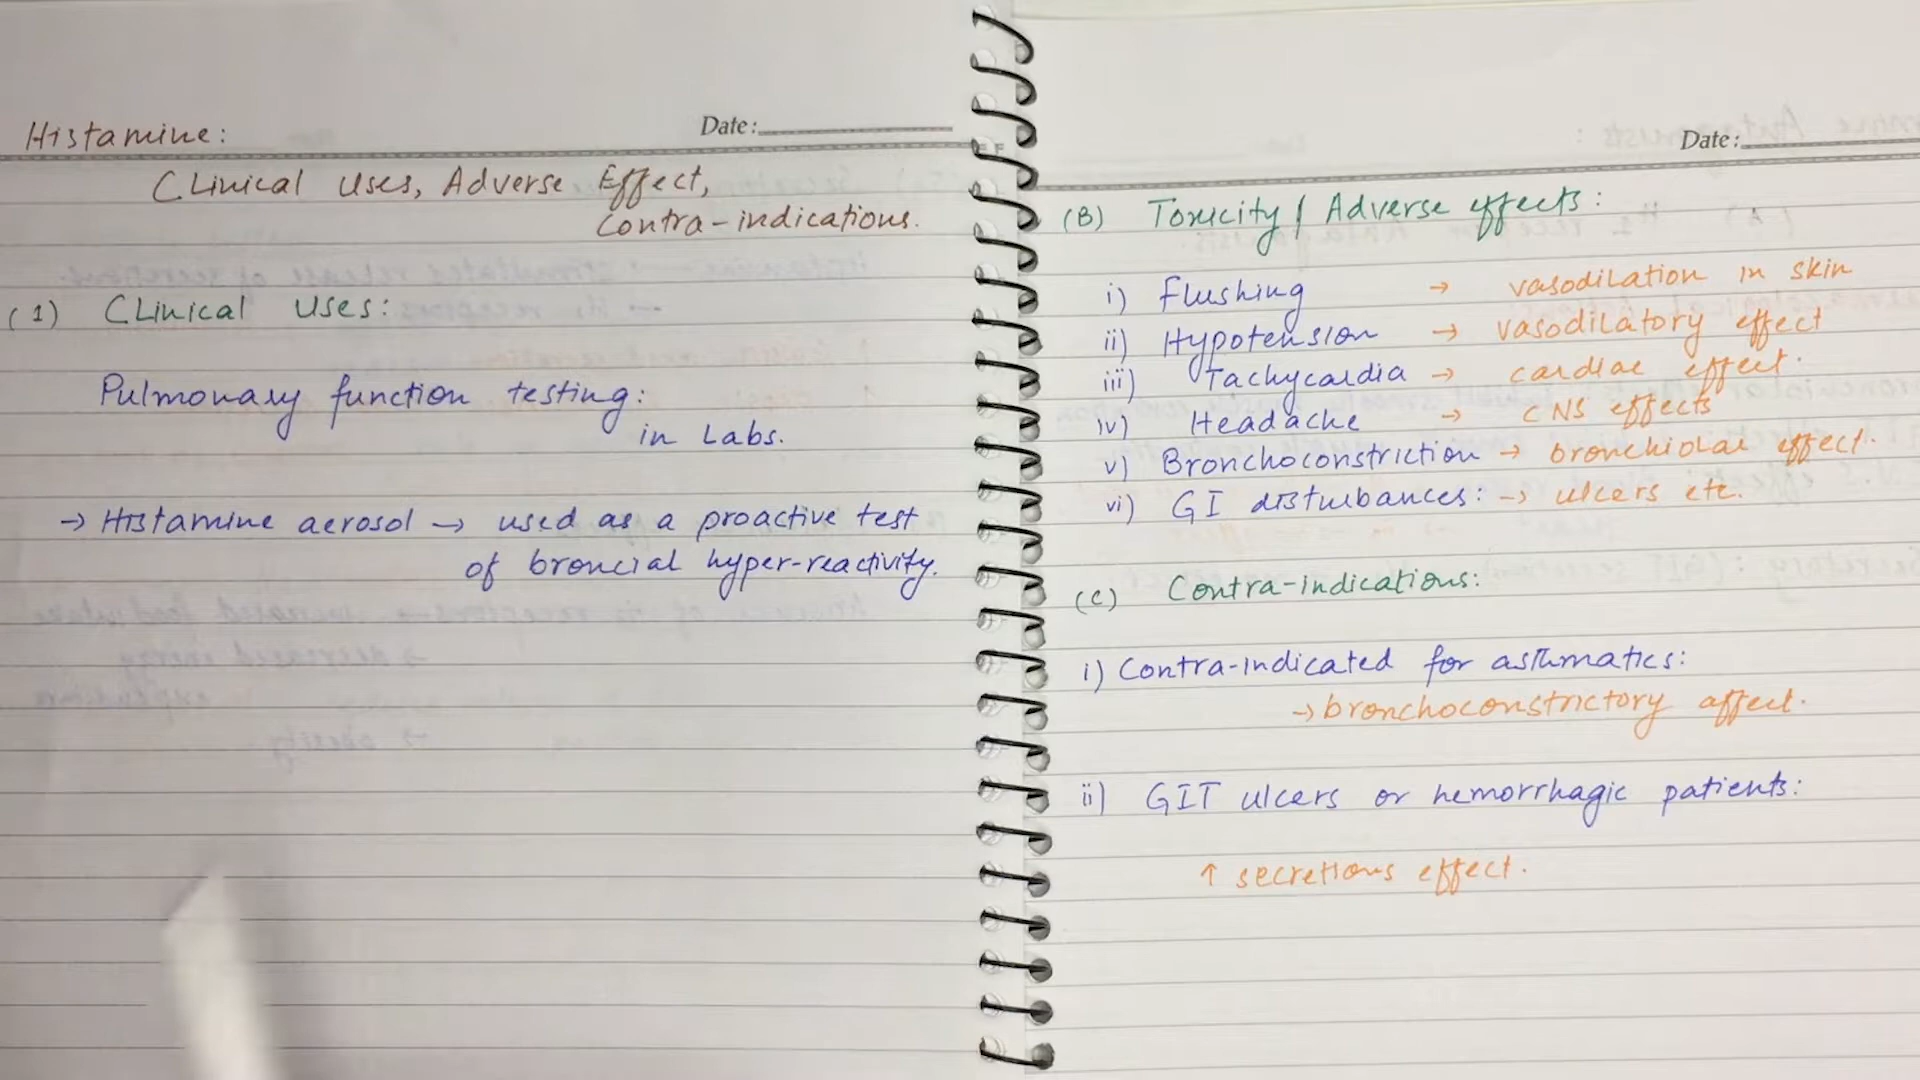 Histamine:
Date:
Clinical Uses, Adverse Effect,
Contra-indications.
(1) Clinical Uses:
Pulmonary function testing:
in Labs.
→ Histamine aerosol → used as a proactive test
of broncial hyper-reactivity.
Date:
(B) Toxicity / Adverse effects:
i) Flushing → vasodilation in skin
ii) Hypotension → vasodilatory effect
iii) Tachycardia → cardiac effect.
iv) Headache → CNS effects
v) Bronchoconstriction → bronchiolar effect.
vi) GI disturbances: → ulcers etc.
(C) Contra-indications:
i) Contra-indicated for asthmatics:
→ bronchoconstrictory affect.
ii) GIT ulcers or hemorrhagic patients:
↑ secretions effect.